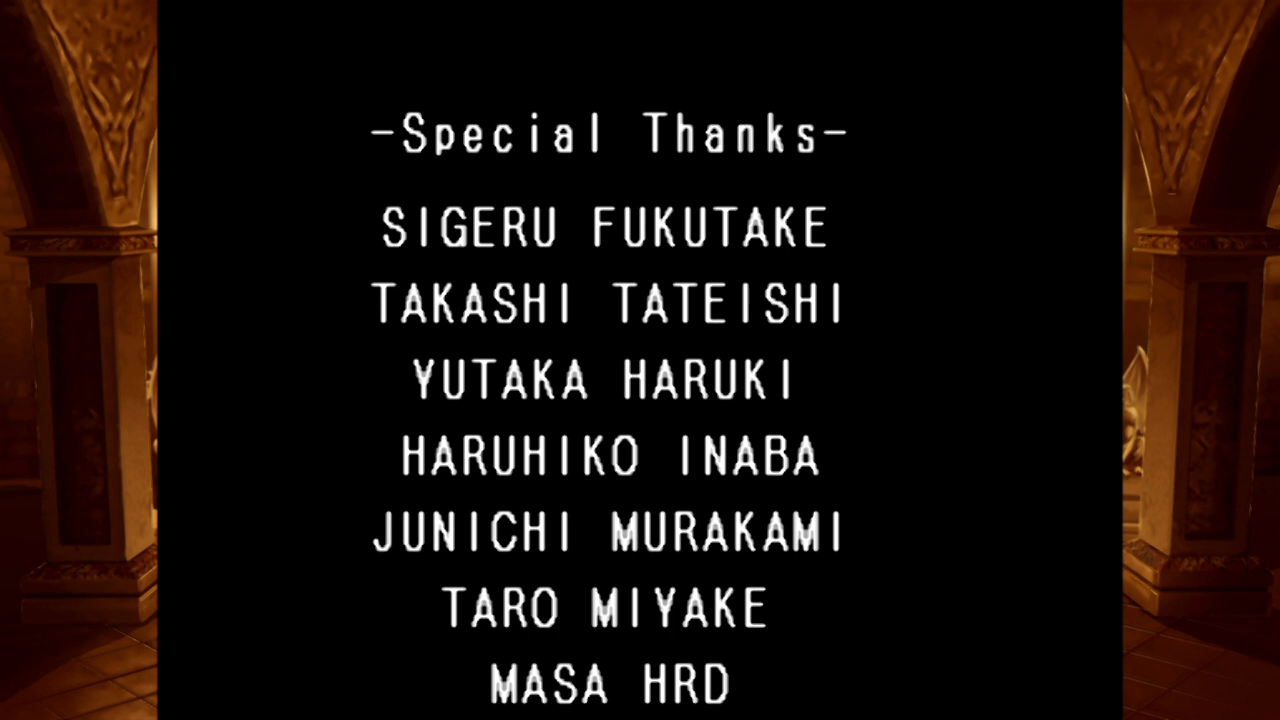 -Special Thanks-
SIGERU FUKUTAKE
TAKASHI TATEISHI
YUTAKA HARUKI
HARUHIKO INABA
JUNICHI MURAKAMI
TARO MIYAKE
MASA HRD